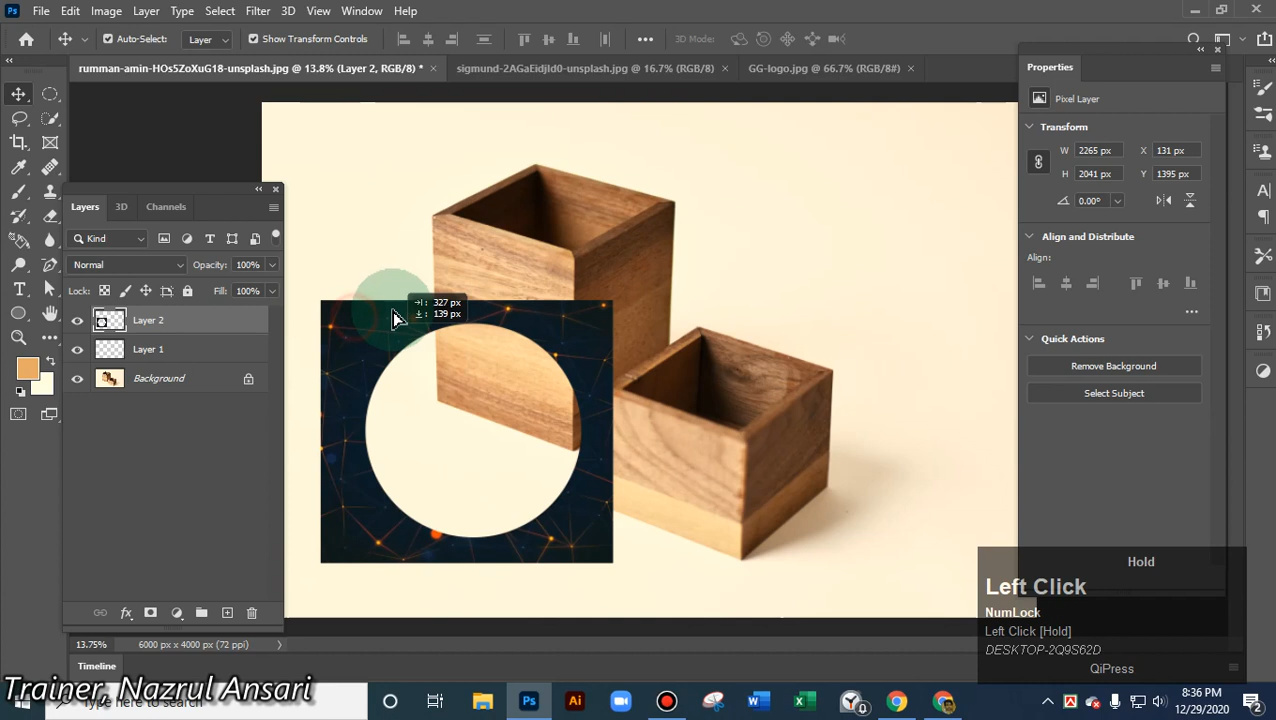 Ps File Edit Image Layer Type Select Filter 3D View Window Help
Auto-Select: Layer Show Transform Controls 3D Mode:
rumman-amin-HOs5ZoXuG18-unsplash.jpg @ 13.8% (Layer 2, RGB/8) * × sigmund-2AGaEidjId0-unsplash.jpg @ 16.7% (RGB/8) × GG-logo.jpg @ 66.7% (RGB/8#) ×
Properties
Pixel Layer
Transform
W 2265 px X 131 px
H 2041 px Y 1395 px
0.00°
Align and Distribute
Align:
Quick Actions
Remove Background
Select Subject
Layers 3D Channels
Kind
Normal Opacity: 100%
Lock: Fill: 100%
Layer 2
Layer 1
Background
327 px
139 px
fx
13.75% 6000 px x 4000 px (72 ppi)
Timeline
Hold
Left Click
NumLock
Left Click [Hold]
DESKTOP-2Q9S62D
QiPress
2
Trainer, Nazrul Ansari
Type here to search
Ps Ai
8:36 PM
12/29/2020
2